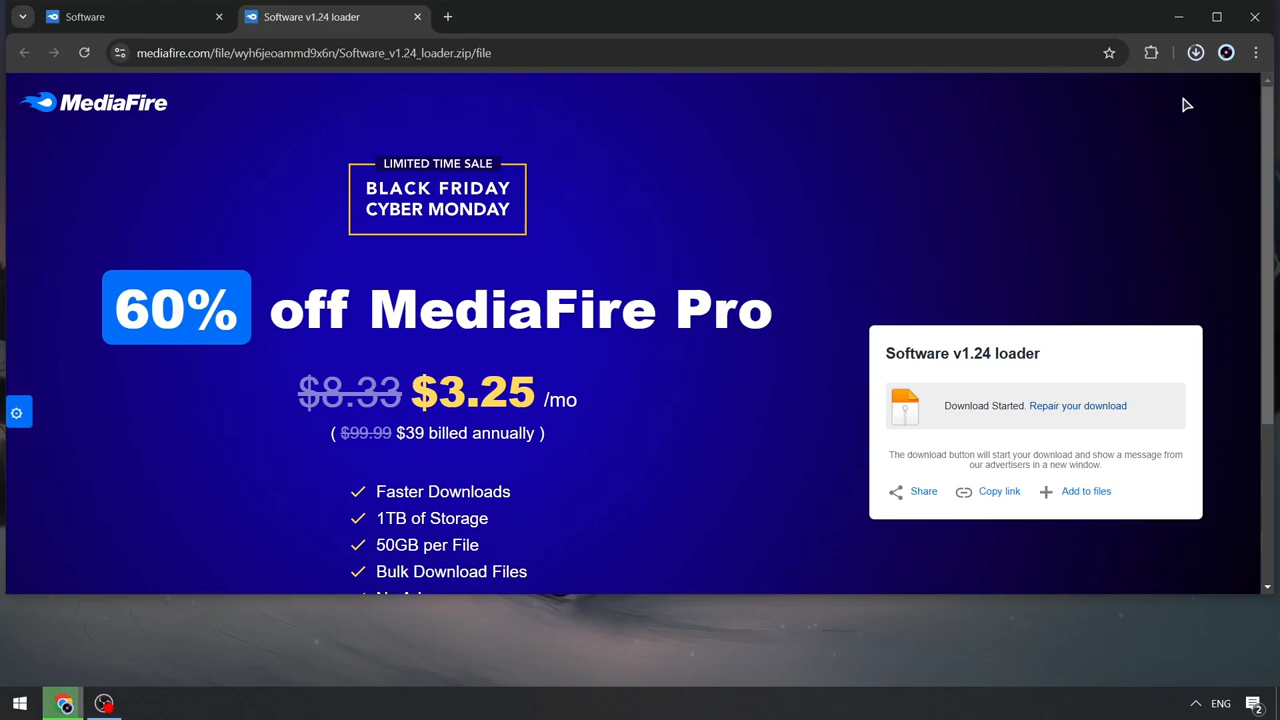 Software
Software v1.24 loader
mediafire.com/file/wyh6jeoammd9x6n/Software_v1.24_loader.zip/file
MediaFire
LIMITED TIME SALE
BLACK FRIDAY
CYBER MONDAY
60% off MediaFire Pro
$8.33 $3.25 /mo
( $99.99 $39 billed annually )
Faster Downloads
1TB of Storage
50GB per File
Bulk Download Files
Software v1.24 loader
Download Started. Repair your download
The download button will start your download and show a message from
our advertisers in a new window.
Share
Copy link
Add to files
ENG
2